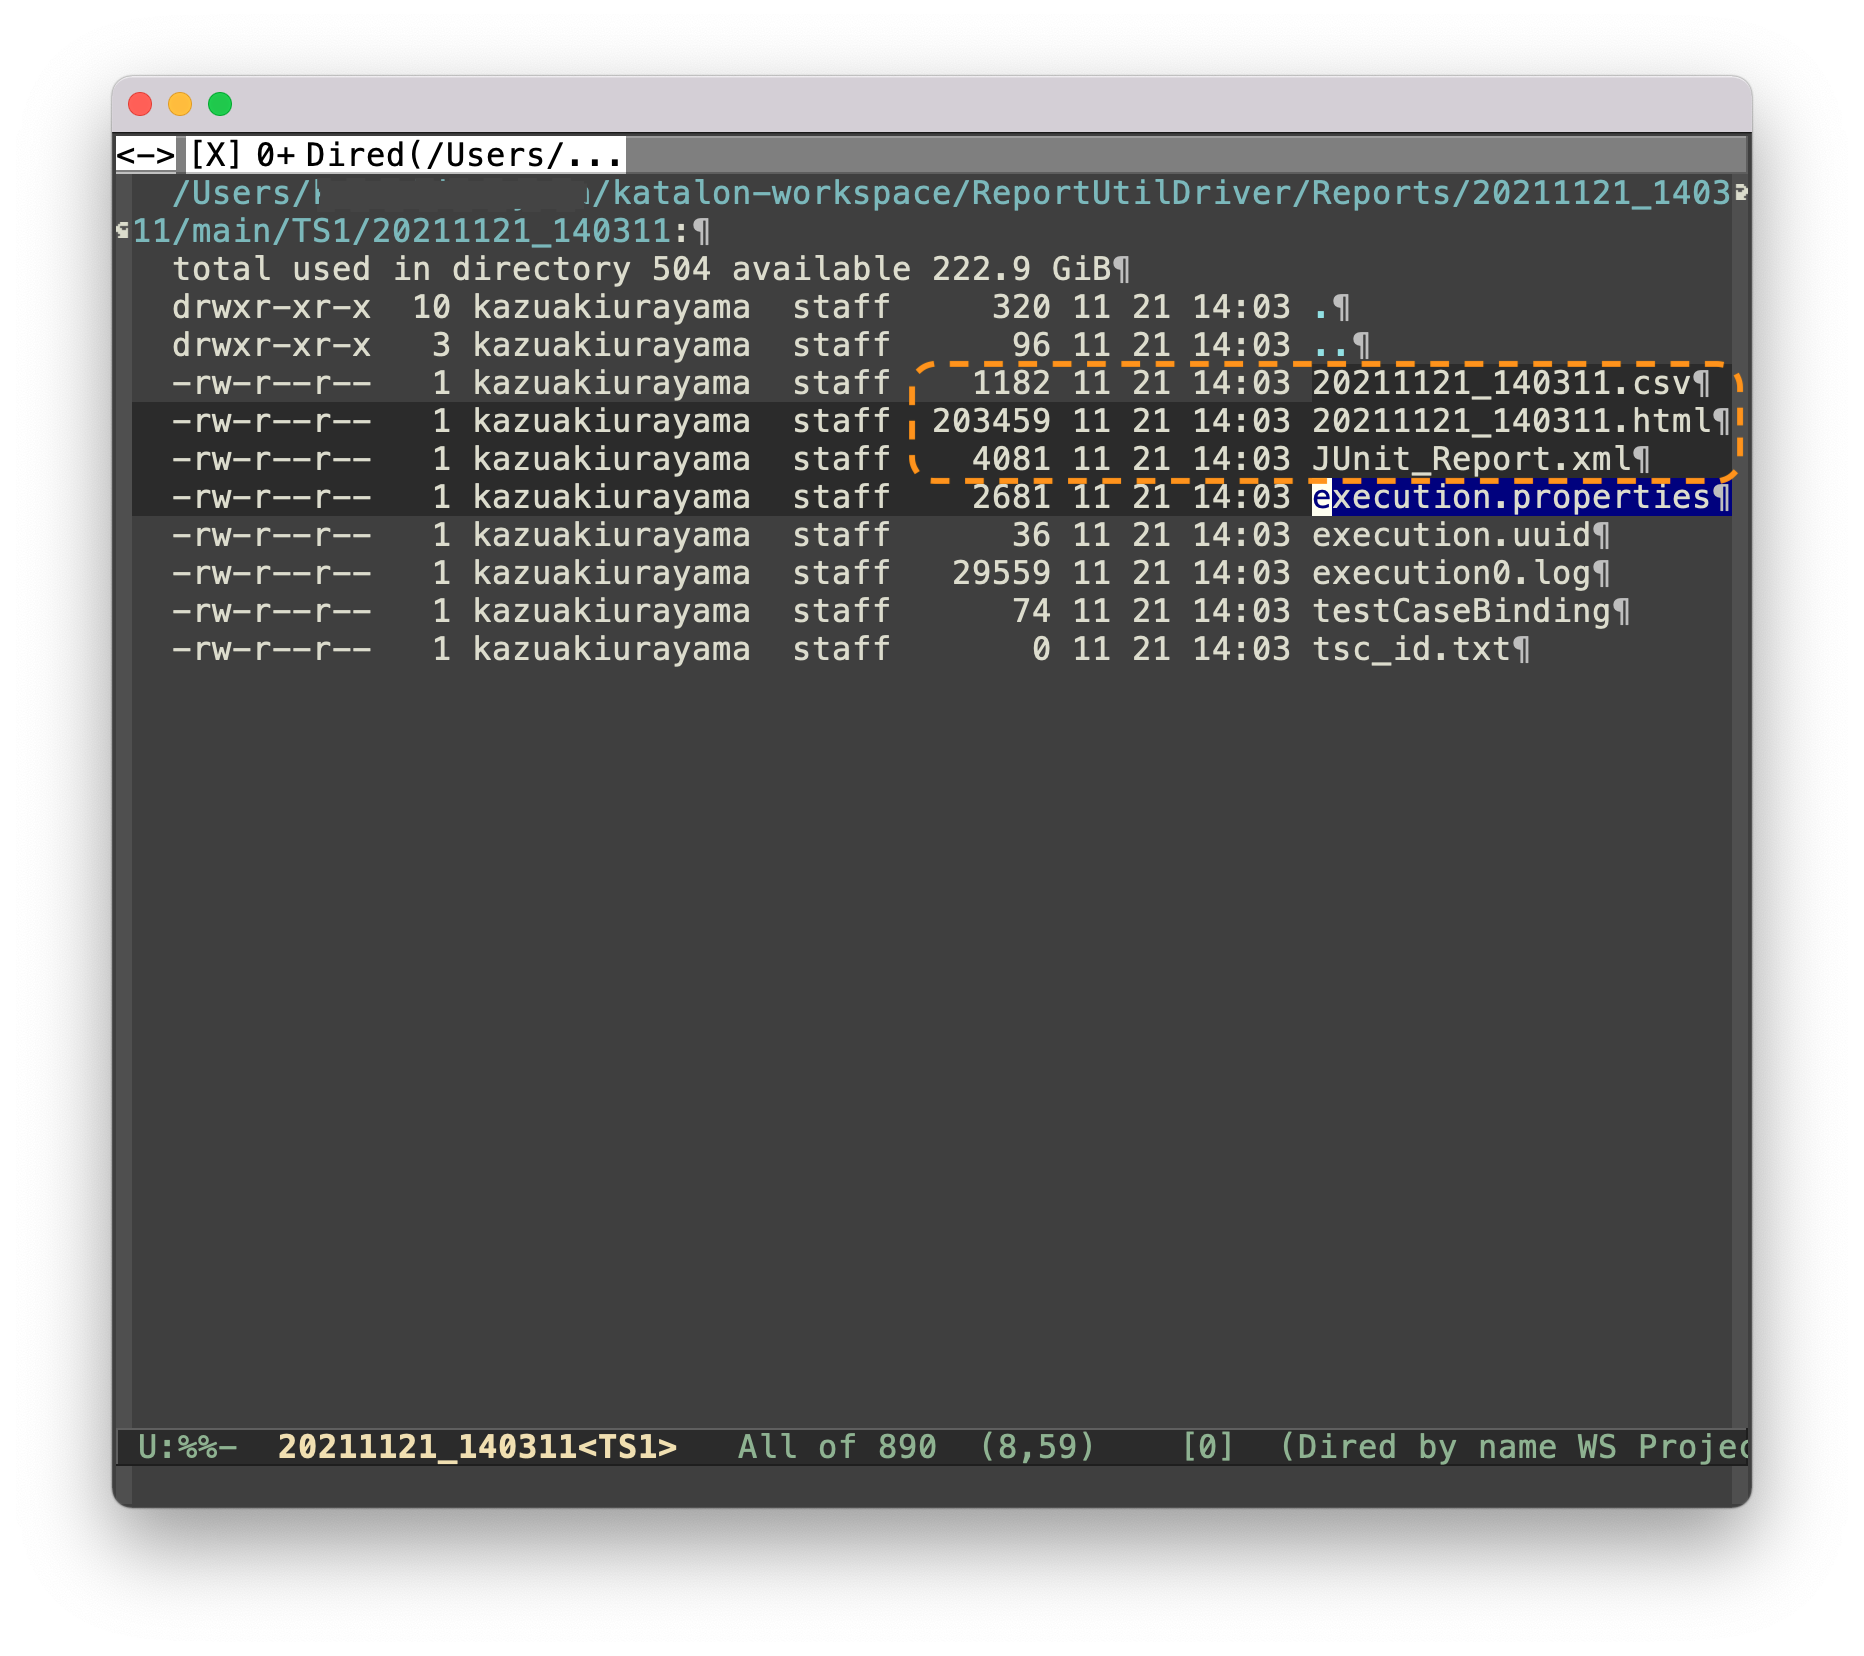 <-> [X] 0+ Dired(/Users/...
/Users/ /katalon-workspace/ReportUtilDriver/Reports/20211121_1403
11/main/TS1/20211121_140311:¶
total used in directory 504 available 222.9 GiB¶
drwxr-xr-x  10 kazuakiurayama  staff     320 11 21 14:03 .¶
drwxr-xr-x   3 kazuakiurayama  staff      96 11 21 14:03 ..¶
-rw-r--r--   1 kazuakiurayama  staff    1182 11 21 14:03 20211121_140311.csv¶
-rw-r--r--   1 kazuakiurayama  staff  203459 11 21 14:03 20211121_140311.html¶
-rw-r--r--   1 kazuakiurayama  staff    4081 11 21 14:03 JUnit_Report.xml¶
-rw-r--r--   1 kazuakiurayama  staff    2681 11 21 14:03 execution.properties¶
-rw-r--r--   1 kazuakiurayama  staff      36 11 21 14:03 execution.uuid¶
-rw-r--r--   1 kazuakiurayama  staff   29559 11 21 14:03 execution0.log¶
-rw-r--r--   1 kazuakiurayama  staff      74 11 21 14:03 testCaseBinding¶
-rw-r--r--   1 kazuakiurayama  staff       0 11 21 14:03 tsc_id.txt¶
U:%%-  20211121_140311<TS1>   All of 890  (8,59)    [0]  (Dired by name WS Projec